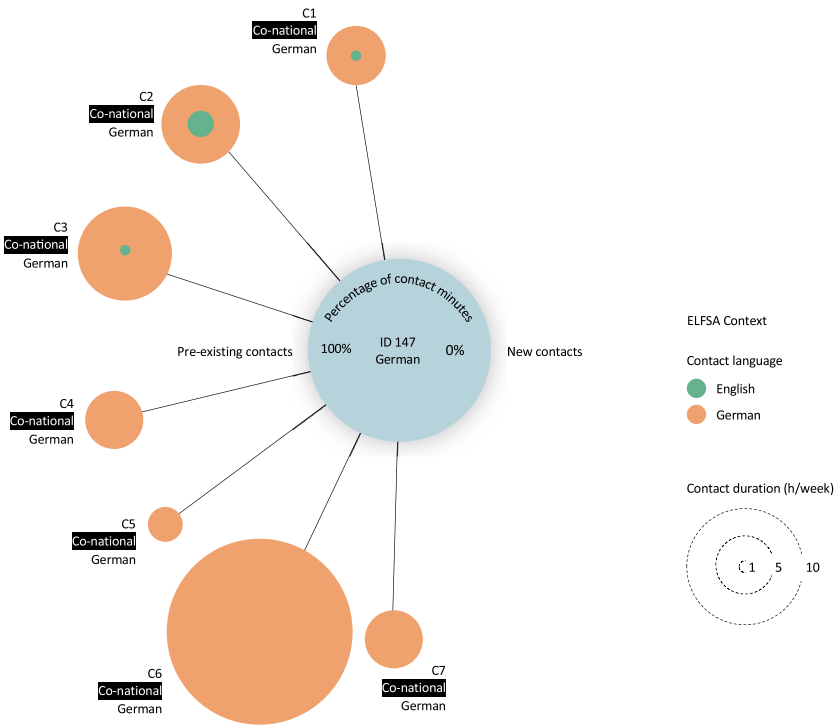 C1
Co-national
German
C2
Co-national
German
C3
Co-national
German
Percentage of contact minutes
Pre-existing contacts
100%
ID 147
German
0%
New contacts
C4
Co-national
German
C5
Co-national
German
C6
Co-national
German
C7
Co-national
German
ELFSA Context
Contact language
English
German
Contact duration (h/week)
1
5
10